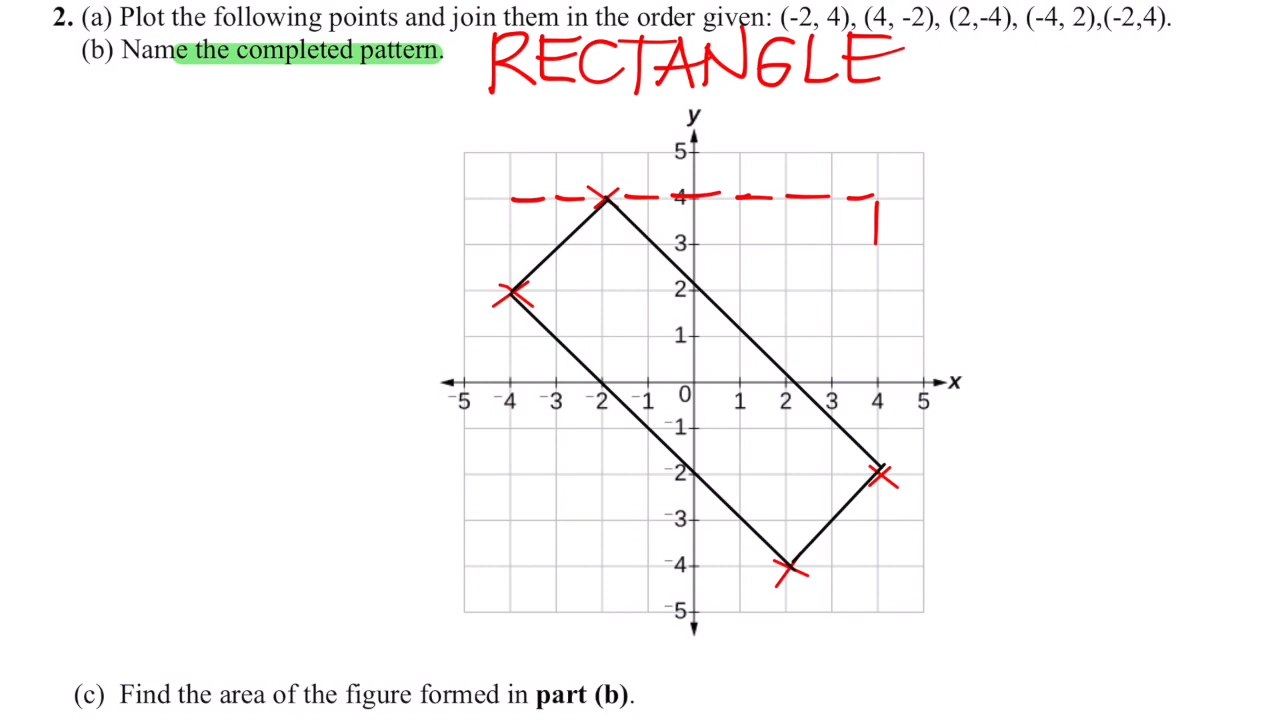 2. (a) Plot the following points and join them in the order given: (-2, 4), (4, -2), (2,-4), (-4, 2),(-2,4).
(b) Name the completed pattern.
RECTANGLE
y
5
4
3
2
1
0
x
-5 -4 -3 -2 -1 1 2 3 4 5
-1
-2
-3
-4
-5
(c) Find the area of the figure formed in part (b).